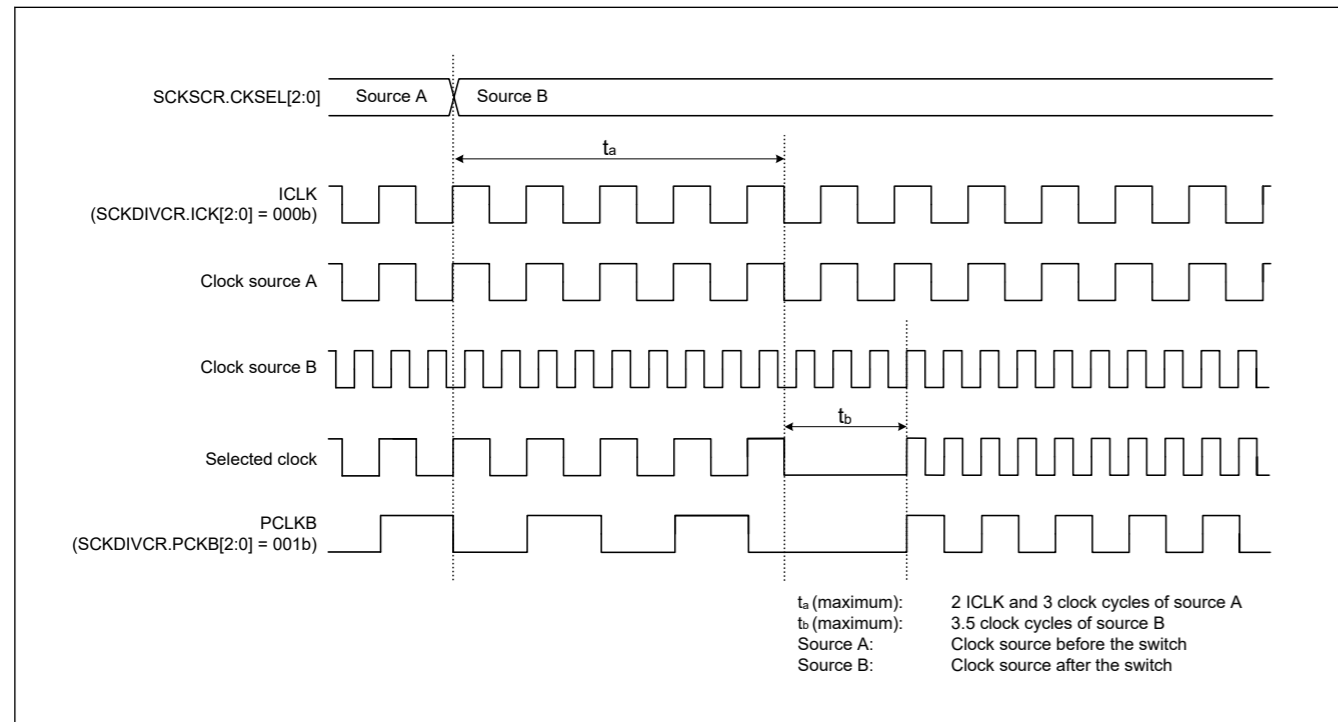 SCKSCR.CKSEL[2:0] Source A Source B
ta
ICLK
(SCKDIVCR.ICK[2:0] = 000b)
Clock source A
Clock source B
tb
Selected clock
PCLKB
(SCKDIVCR.PCKB[2:0] = 001b)
ta (maximum): 2 ICLK and 3 clock cycles of source A
tb (maximum): 3.5 clock cycles of source B
Source A: Clock source before the switch
Source B: Clock source after the switch